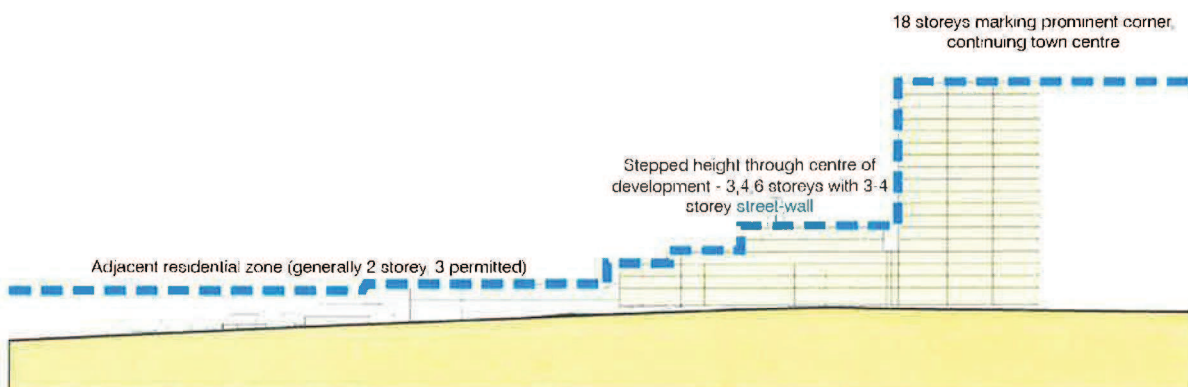 18 storeys marking prominent corner,
continuing town centre
Stepped height through centre of
development - 3,4,6 storeys with 3-4
storey street-wall
Adjacent residential zone (generally 2 storey, 3 permitted)